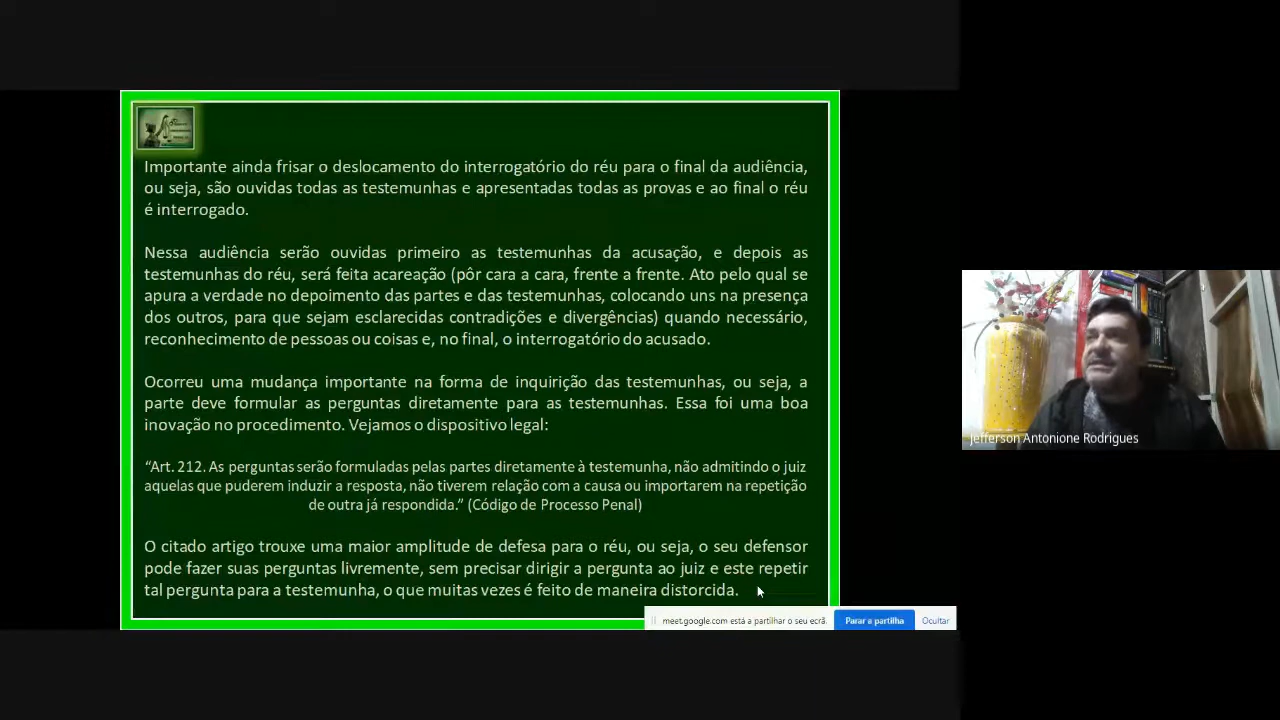 Importante ainda frisar o deslocamento do interrogatório do réu para o final da audiência,
ou seja, são ouvidas todas as testemunhas e apresentadas todas as provas e ao final o réu
é interrogado.
Nessa audiência serão ouvidas primeiro as testemunhas da acusação, e depois as
testemunhas do réu, será feita acareação (pôr cara a cara, frente a frente. Ato pelo qual se
apura a verdade no depoimento das partes e das testemunhas, colocando uns na presença
dos outros, para que sejam esclarecidas contradições e divergências) quando necessário,
reconhecimento de pessoas ou coisas e, no final, o interrogatório do acusado.
Ocorreu uma mudança importante na forma de inquirição das testemunhas, ou seja, a
parte deve formular as perguntas diretamente para as testemunhas. Essa foi uma boa
inovação no procedimento. Vejamos o dispositivo legal:
“Art. 212. As perguntas serão formuladas pelas partes diretamente à testemunha, não admitindo o juiz
aquelas que puderem induzir a resposta, não tiverem relação com a causa ou importarem na repetição
de outra já respondida.” (Código de Processo Penal)
O citado artigo trouxe uma maior amplitude de defesa para o réu, ou seja, o seu defensor
pode fazer suas perguntas livremente, sem precisar dirigir a pergunta ao juiz e este repetir
tal pergunta para a testemunha, o que muitas vezes é feito de maneira distorcida.
meet.google.com está a partilhar o seu ecrã.
Parar a partilha
Ocultar
Jefferson Antonione Rodrigues